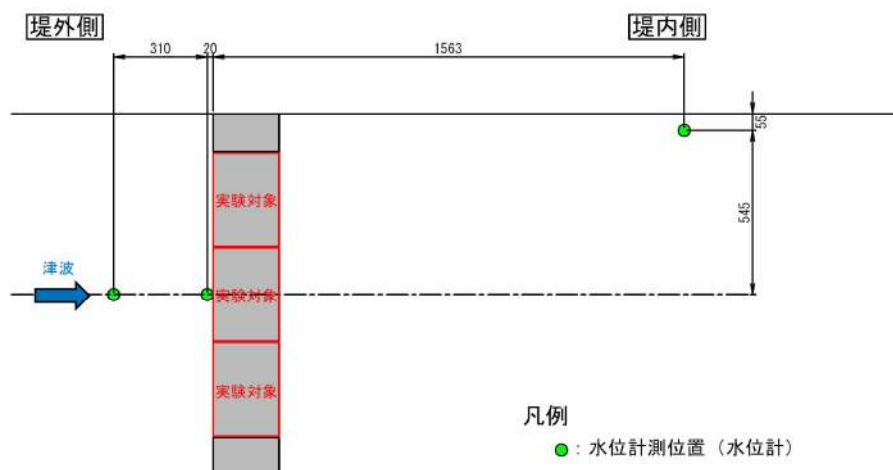 堤外側
堤内側
310
20
1563
55
545
実験対象
津波
実験対象
実験対象
凡例
：水位計測位置（水位計）